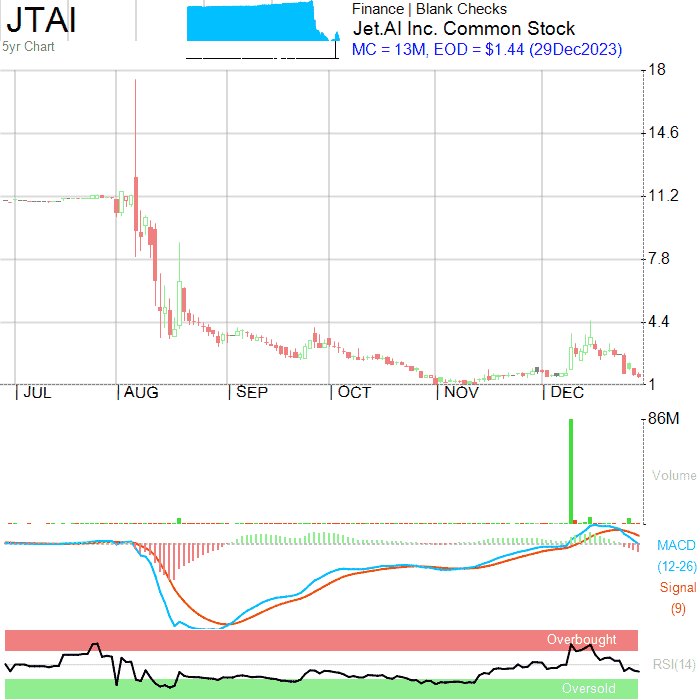 JTAI
5yr Chart
Finance | Blank Checks
Jet.AI Inc. Common Stock
MC = 13M, EOD = $1.44 (29Dec2023)
18
14.6
11.2
7.8
4.4
1
JUL AUG SEP OCT NOV DEC
86M
Volume
MACD
(12-26)
Signal
(9)
Overbought
RSI(14)
Oversold